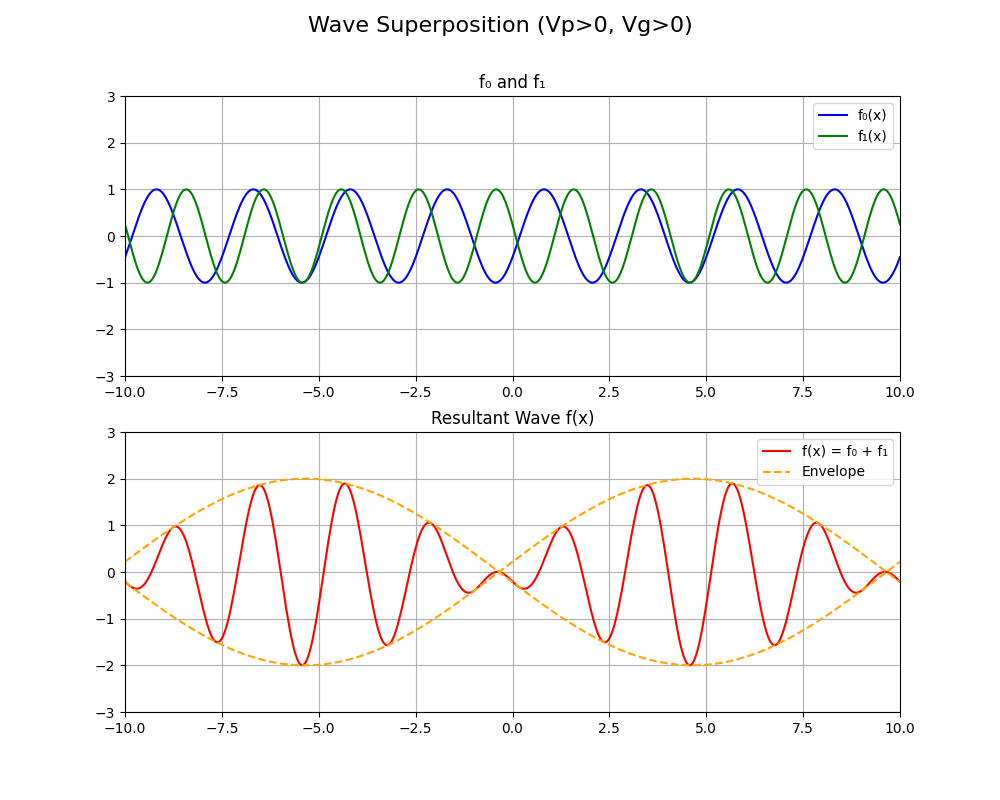 Wave Superposition (Vp>0, Vg>0)
f₀ and f₁
3
2
1
0
−1
−2
−3
f₀(x)
f₁(x)
−10.0 −7.5 −5.0 −2.5 0.0 2.5 5.0 7.5 10.0
Resultant Wave f(x)
3
2
1
0
−1
−2
−3
f(x) = f₀ + f₁
Envelope
−10.0 −7.5 −5.0 −2.5 0.0 2.5 5.0 7.5 10.0